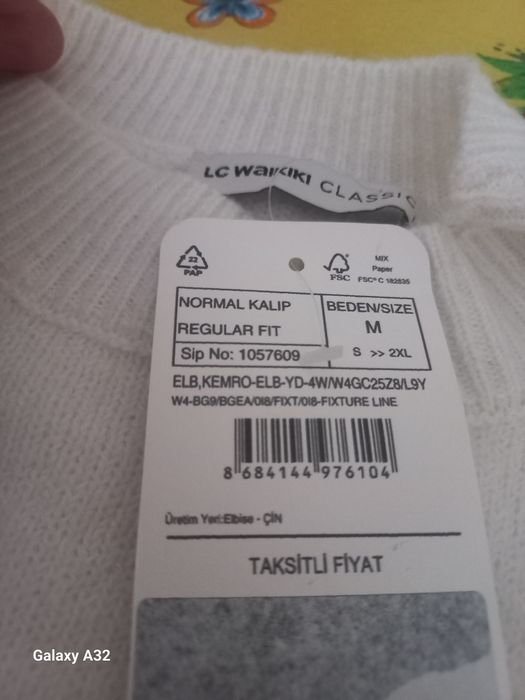 LC WAIKIKI CLASSIC
22
PAP
FSC
MIX
Paper
FSC® C 182835
NORMAL KALIP
REGULAR FIT
BEDEN/SIZE
M
Sip No: 1057609
S >> 2XL
ELB,KEMRO-ELB-YD-4W/W4GC25Z8/L9Y
W4-BG9/BGEA/018/FIXT/018-FIXTURE LINE
8 684144 976104
Üretim Yeri:Elbise - ÇİN
TAKSİTLİ FİYAT
Galaxy A32